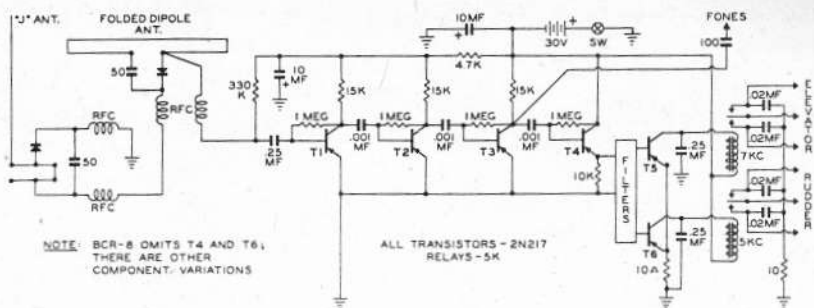 "J" ANT.
FOLDED DIPOLE
ANT.
50
RFC
330
K
10
MF
.25
MF
50
RFC
RFC
15K
1 MEG
T1
.001
MF
15K
1 MEG
T2
.001
MF
10MF
30V
SW
4.7K
15K
1 MEG
T3
.001
MF
1 MEG
T4
10K
FILTERS
FONES
100
T5
.25
MF
7KC
T6
.25
MF
5KC
10Λ
.02MF
.02MF
ELEVATOR
.02MF
.02MF
RUDDER
10
NOTE: BCR-8 OMITS T4 AND T6;
THERE ARE OTHER
COMPONENT VARIATIONS
ALL TRANSISTORS - 2N217
RELAYS - 5K